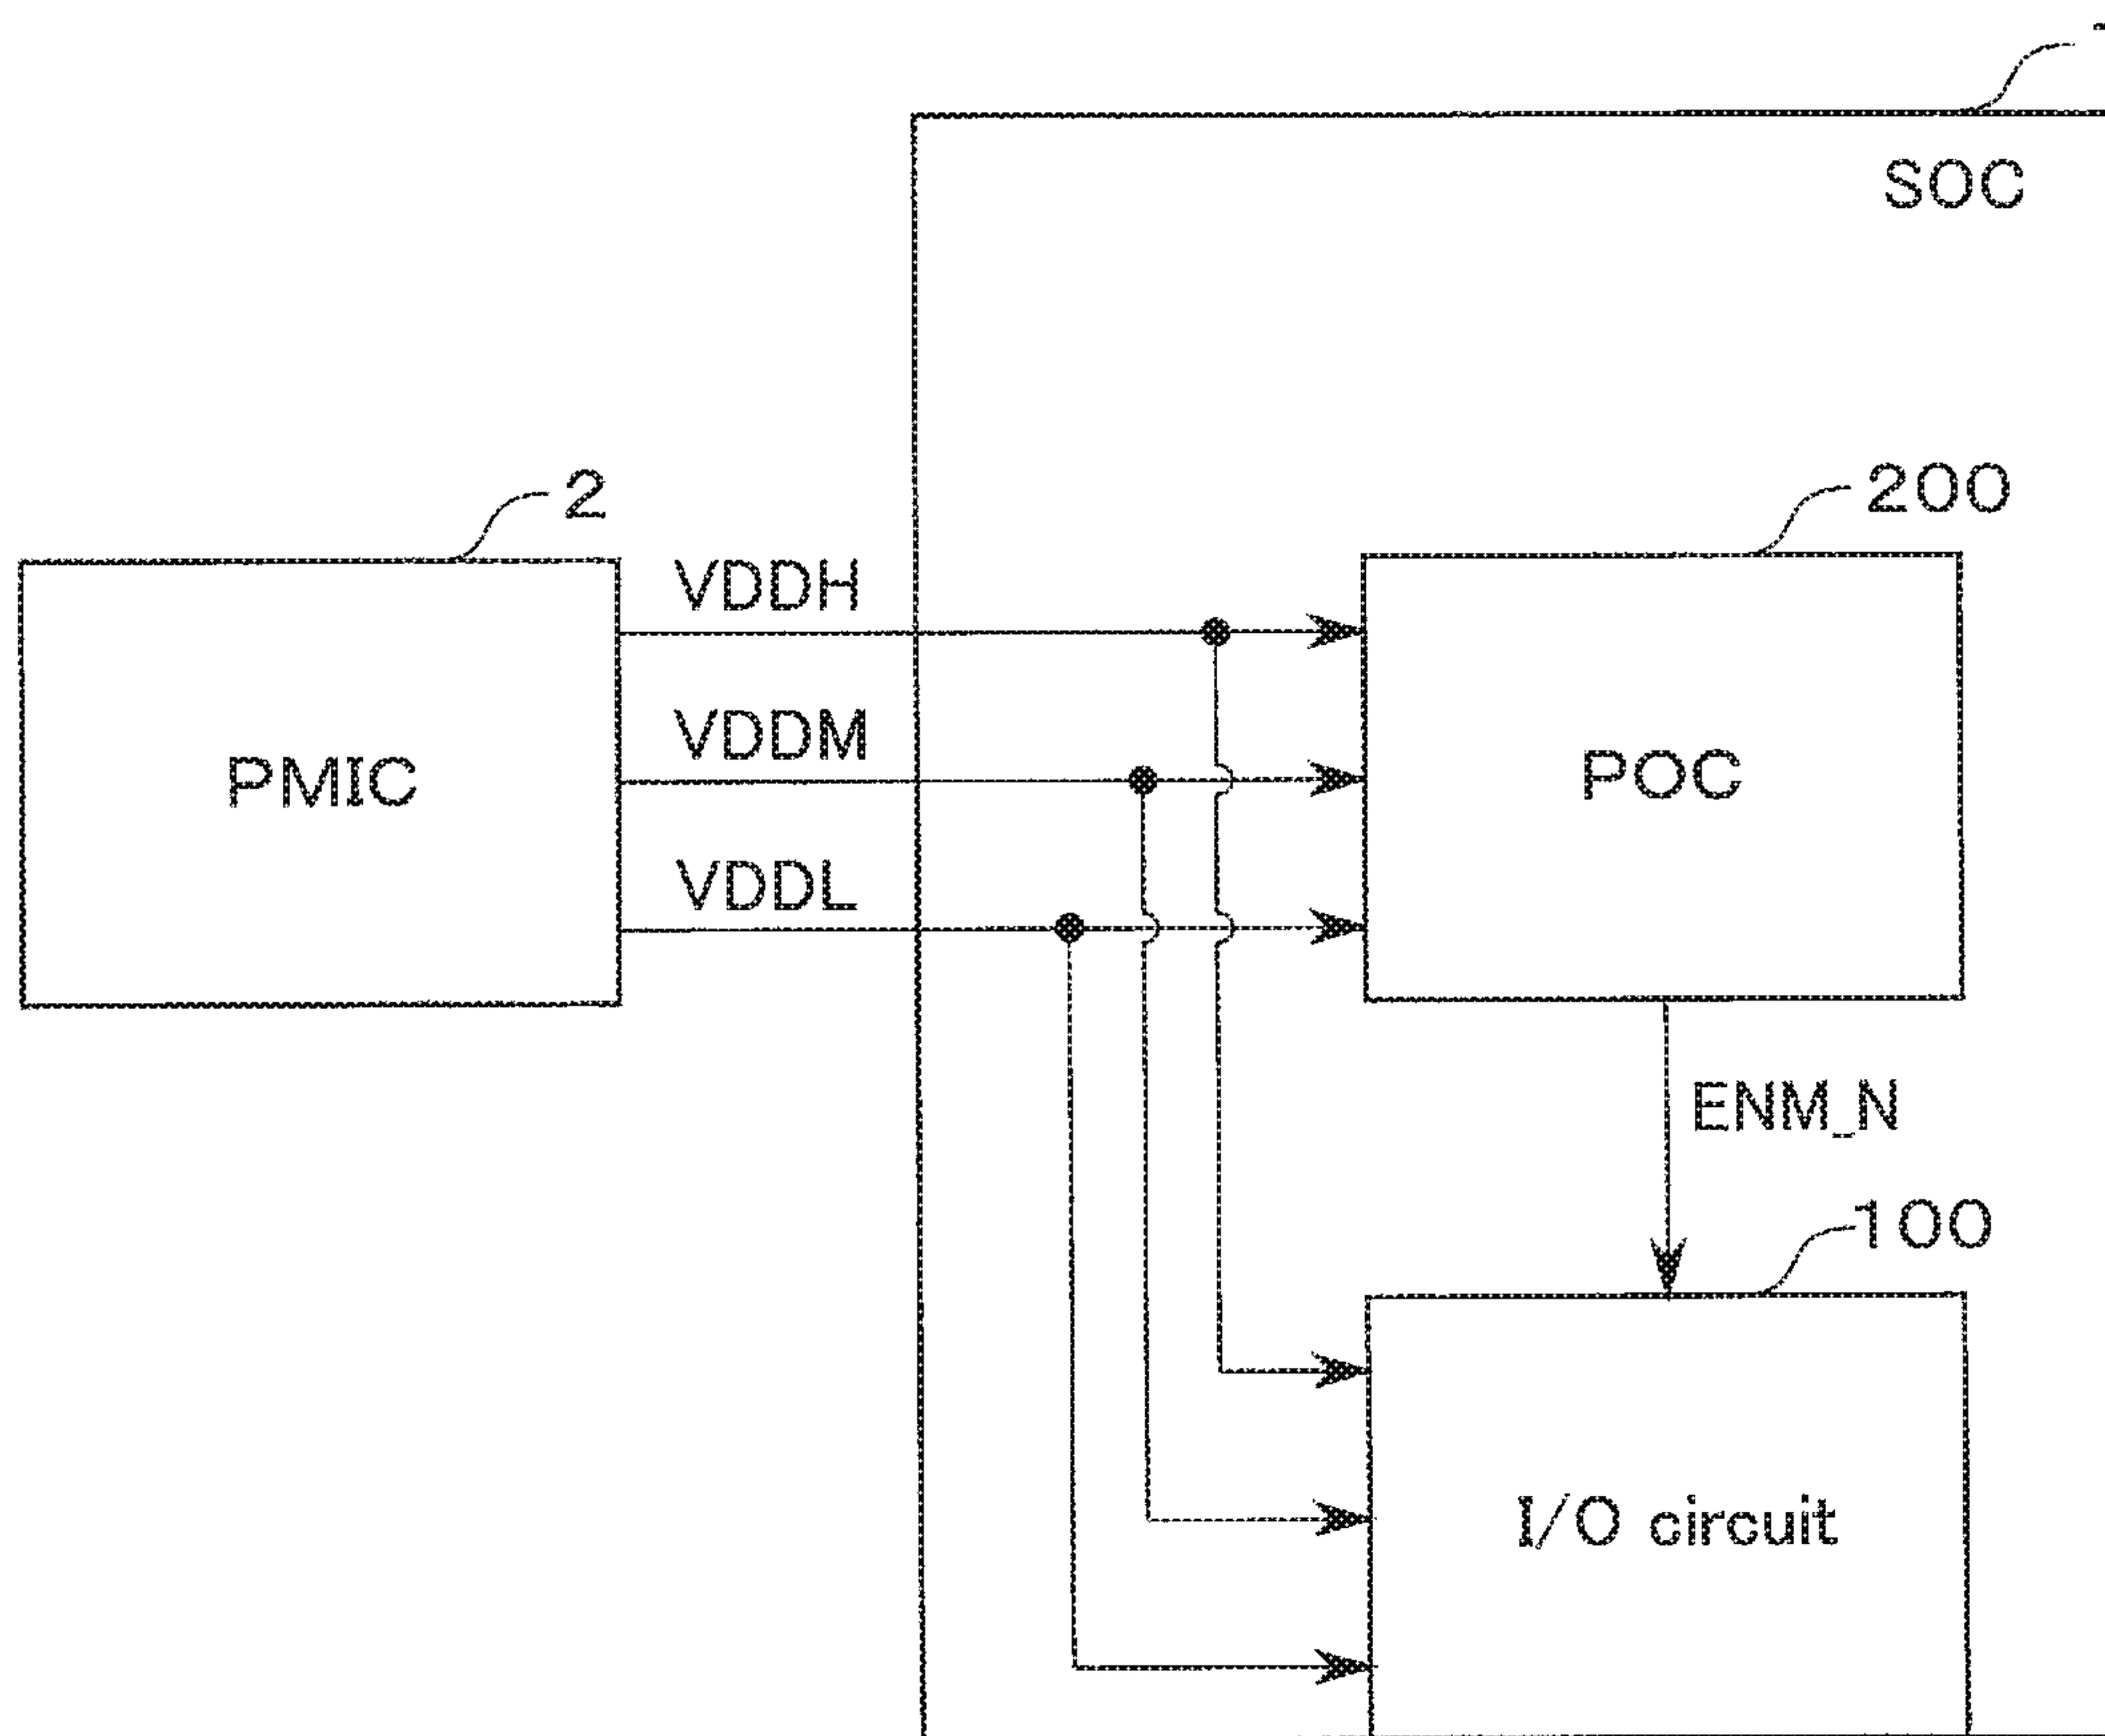 SOC
2
200
VDDH
VDDM
PMIC
POC
VDDL
ENM_N
100
I/O circuit